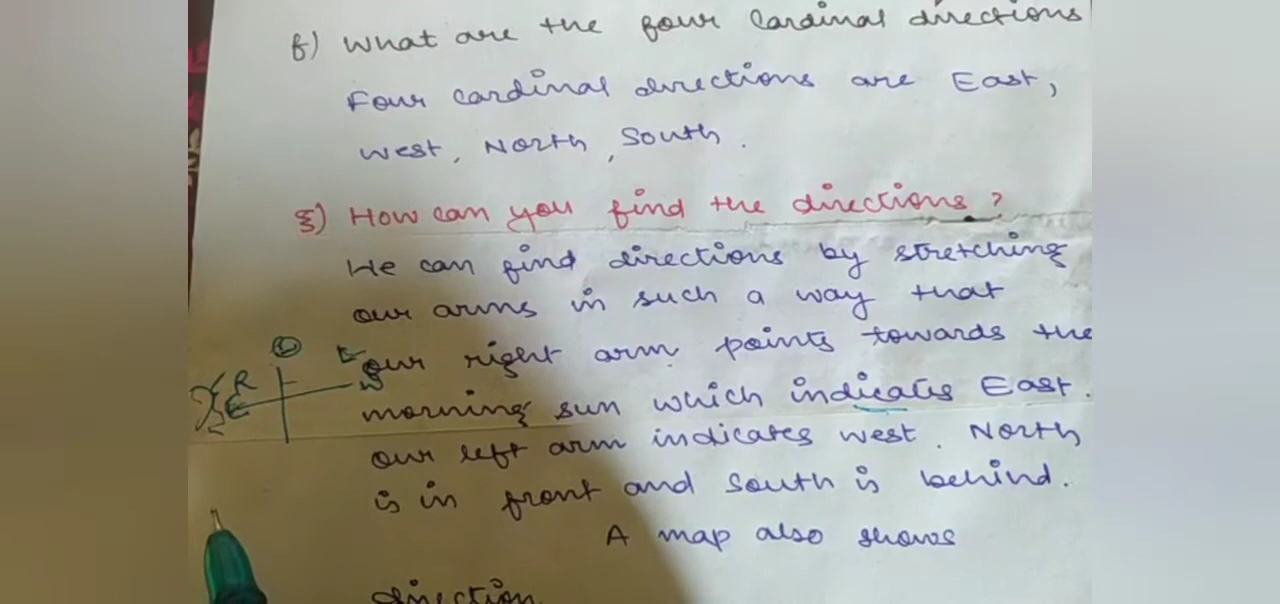 f) What are the four Cardinal directions
Four cardinal directions are East,
west, North, South.
g) How can you find the directions?
We can find directions by stretching
our arms in such a way that
our right arm points towards the
morning sun which indicates East.
our left arm indicates west. North
is in front and South is behind.
A map also shows
direction.
R
E